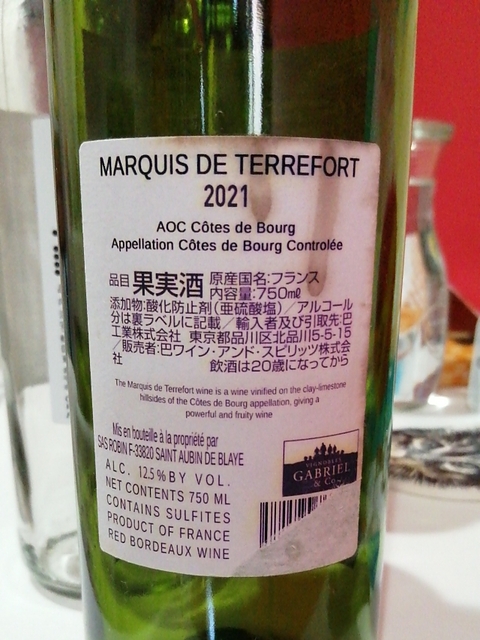 MARQUIS DE TERREFORT
2021
AOC Côtes de Bourg
Appellation Côtes de Bourg Controlée
品目 果実酒 原産国名:フランス
内容量:750㎖
添加物:酸化防止剤(亜硫酸塩)/アルコール
分は裏ラベルに記載/輸入者及び引取先:巴
工業株式会社 東京都品川区北品川5-5-15
/販売者:巴ワイン・アンド・スピリッツ株式会
社 飲酒は20歳になってから
The Marquis de Terrefort wine is a wine vinified on the clay-limestone
hillsides of the Côtes de Bourg appellation, giving a
powerful and fruity wine
Mis en bouteille à la propriété par
SAS ROBIN F-33820 SAINT AUBIN DE BLAYE
ALC. 12.5 % BY VOL.
NET CONTENTS 750 ML
CONTAINS SULFITES
PRODUCT OF FRANCE
RED BORDEAUX WINE
VIGNOBLES
GABRIEL
& Co